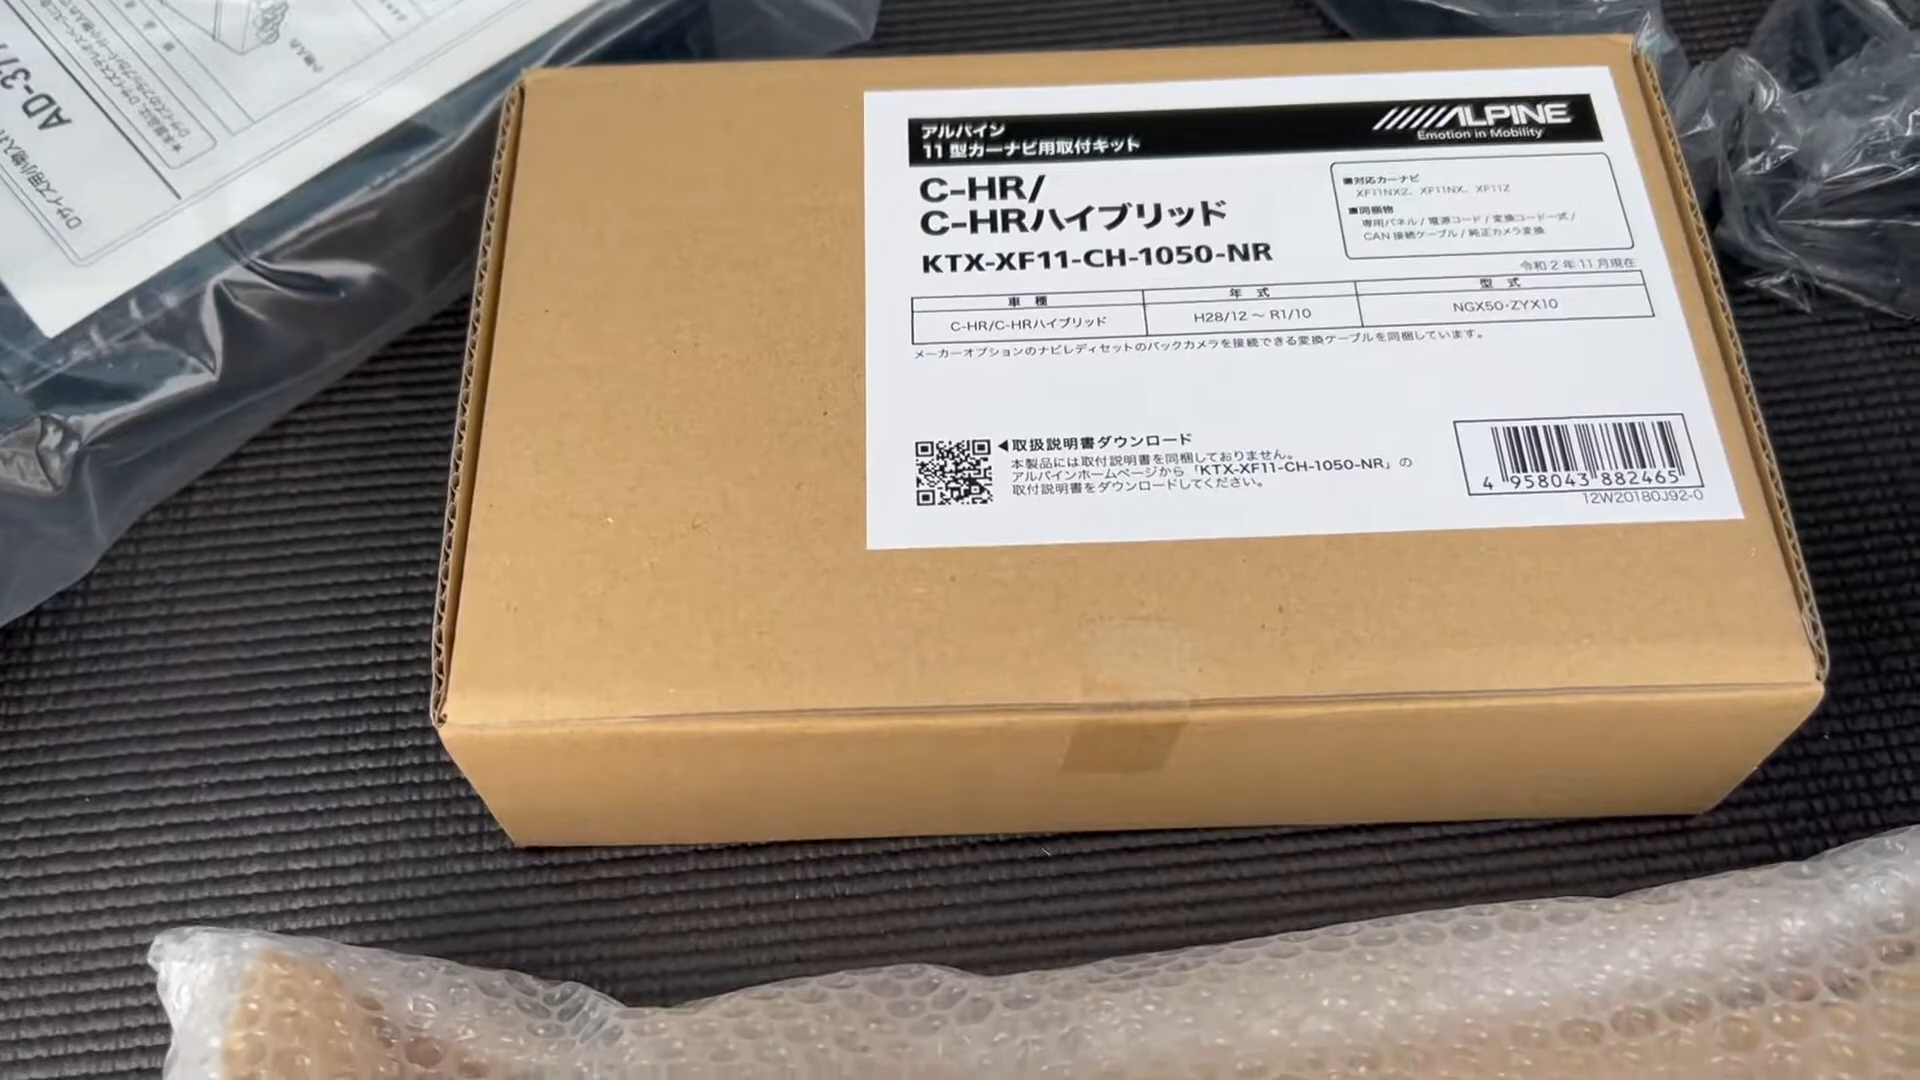 アルパイン
11型カーナビ用取付キット
ALPINE
Emotion in Mobility
C-HR/
C-HRハイブリッド
KTX-XF11-CH-1050-NR
■対応カーナビ
XF11NX2、XF11NX、XF11Z
■同梱物
専用パネル/電源コード/変換コード一式/
CAN接続ケーブル/純正カメラ変換
令和2年11月現在
車種 年式 型式
C-HR/C-HRハイブリッド H28/12 ~ R1/10 NGX50・ZYX10
メーカーオプションのナビレディセットのバックカメラを接続できる変換ケーブルを同梱しています。
◀取扱説明書ダウンロード
本製品には取付説明書を同梱しておりません。
アルパインホームページから「KTX-XF11-CH-1050-NR」の
取付説明書をダウンロードしてください。
4 958043 882465
12W20180J92-0
AD-37
小物入れ